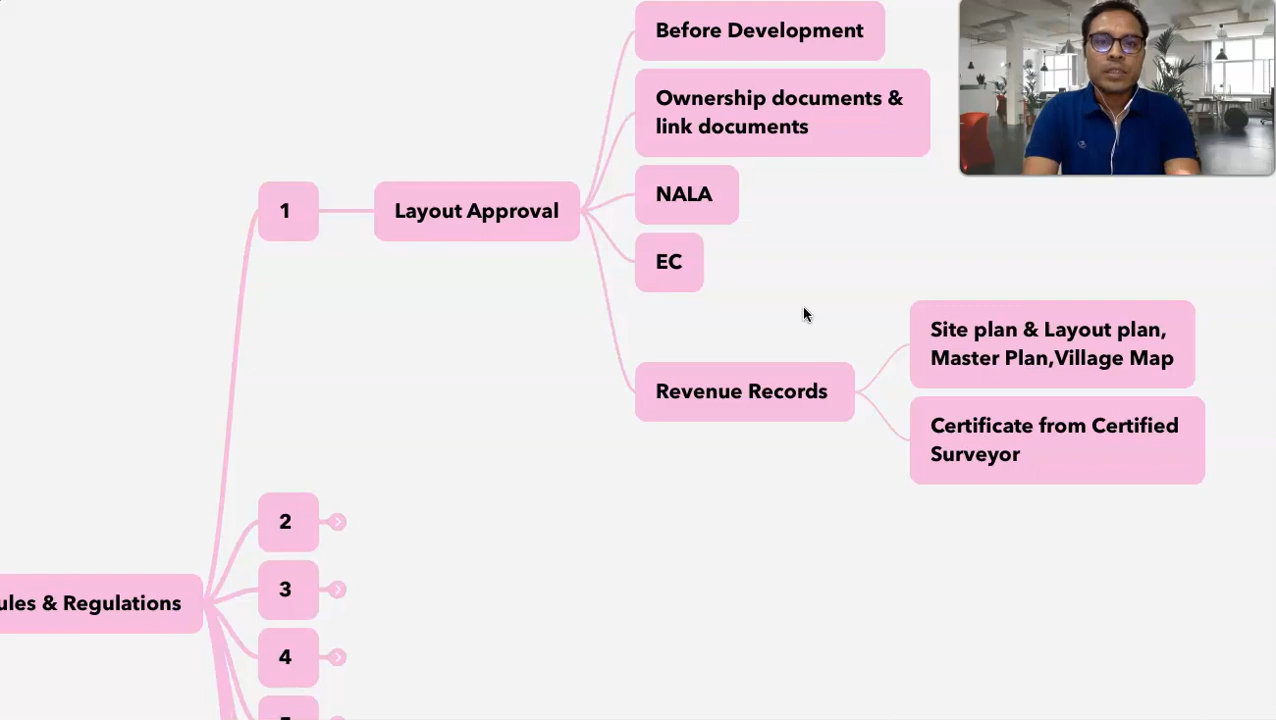 Before Development
Ownership documents &
link documents
NALA
1
Layout Approval
EC
Site plan & Layout plan,
Master Plan,Village Map
Revenue Records
Certificate from Certified
Surveyor
2
3
Regulations
4